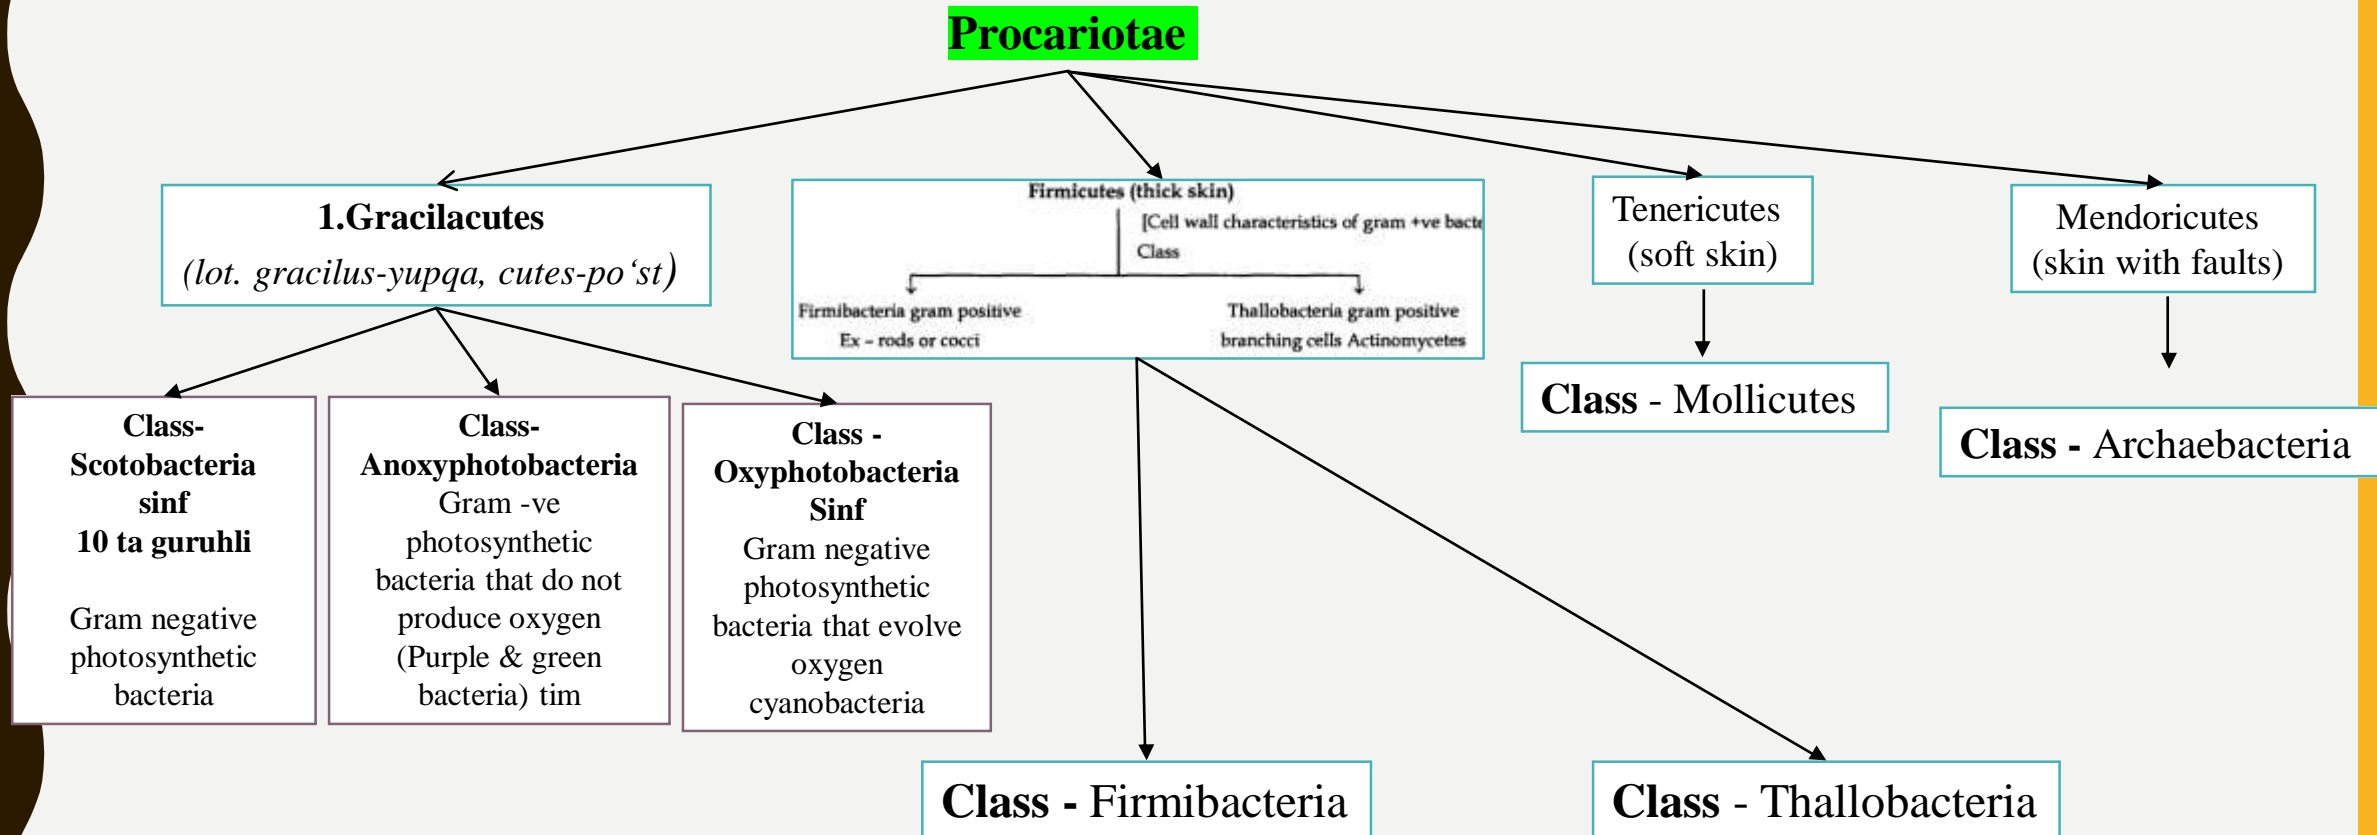 Procariotae
1.Gracilacutes
(lot. gracilus-yupqa, cutes-po‘st)
Firmicutes (thick skin)
[Cell wall characteristics of gram +ve bacte
Class
Firmibacteria gram positive
Ex – rods or cocci
Thallobacteria gram positive
branching cells Actinomycetes
Tenericutes
(soft skin)
Mendoricutes
(skin with faults)
Class-
Scotobacteria
sinf
10 ta guruhli
Gram negative
photosynthetic
bacteria
Class-
Anoxyphotobacteria
Gram -ve
photosynthetic
bacteria that do not
produce oxygen
(Purple & green
bacteria) tim
Class -
Oxyphotobacteria
Sinf
Gram negative
photosynthetic
bacteria that evolve
oxygen
cyanobacteria
Class - Mollicutes
Class - Archaebacteria
Class - Firmibacteria
Class - Thallobacteria